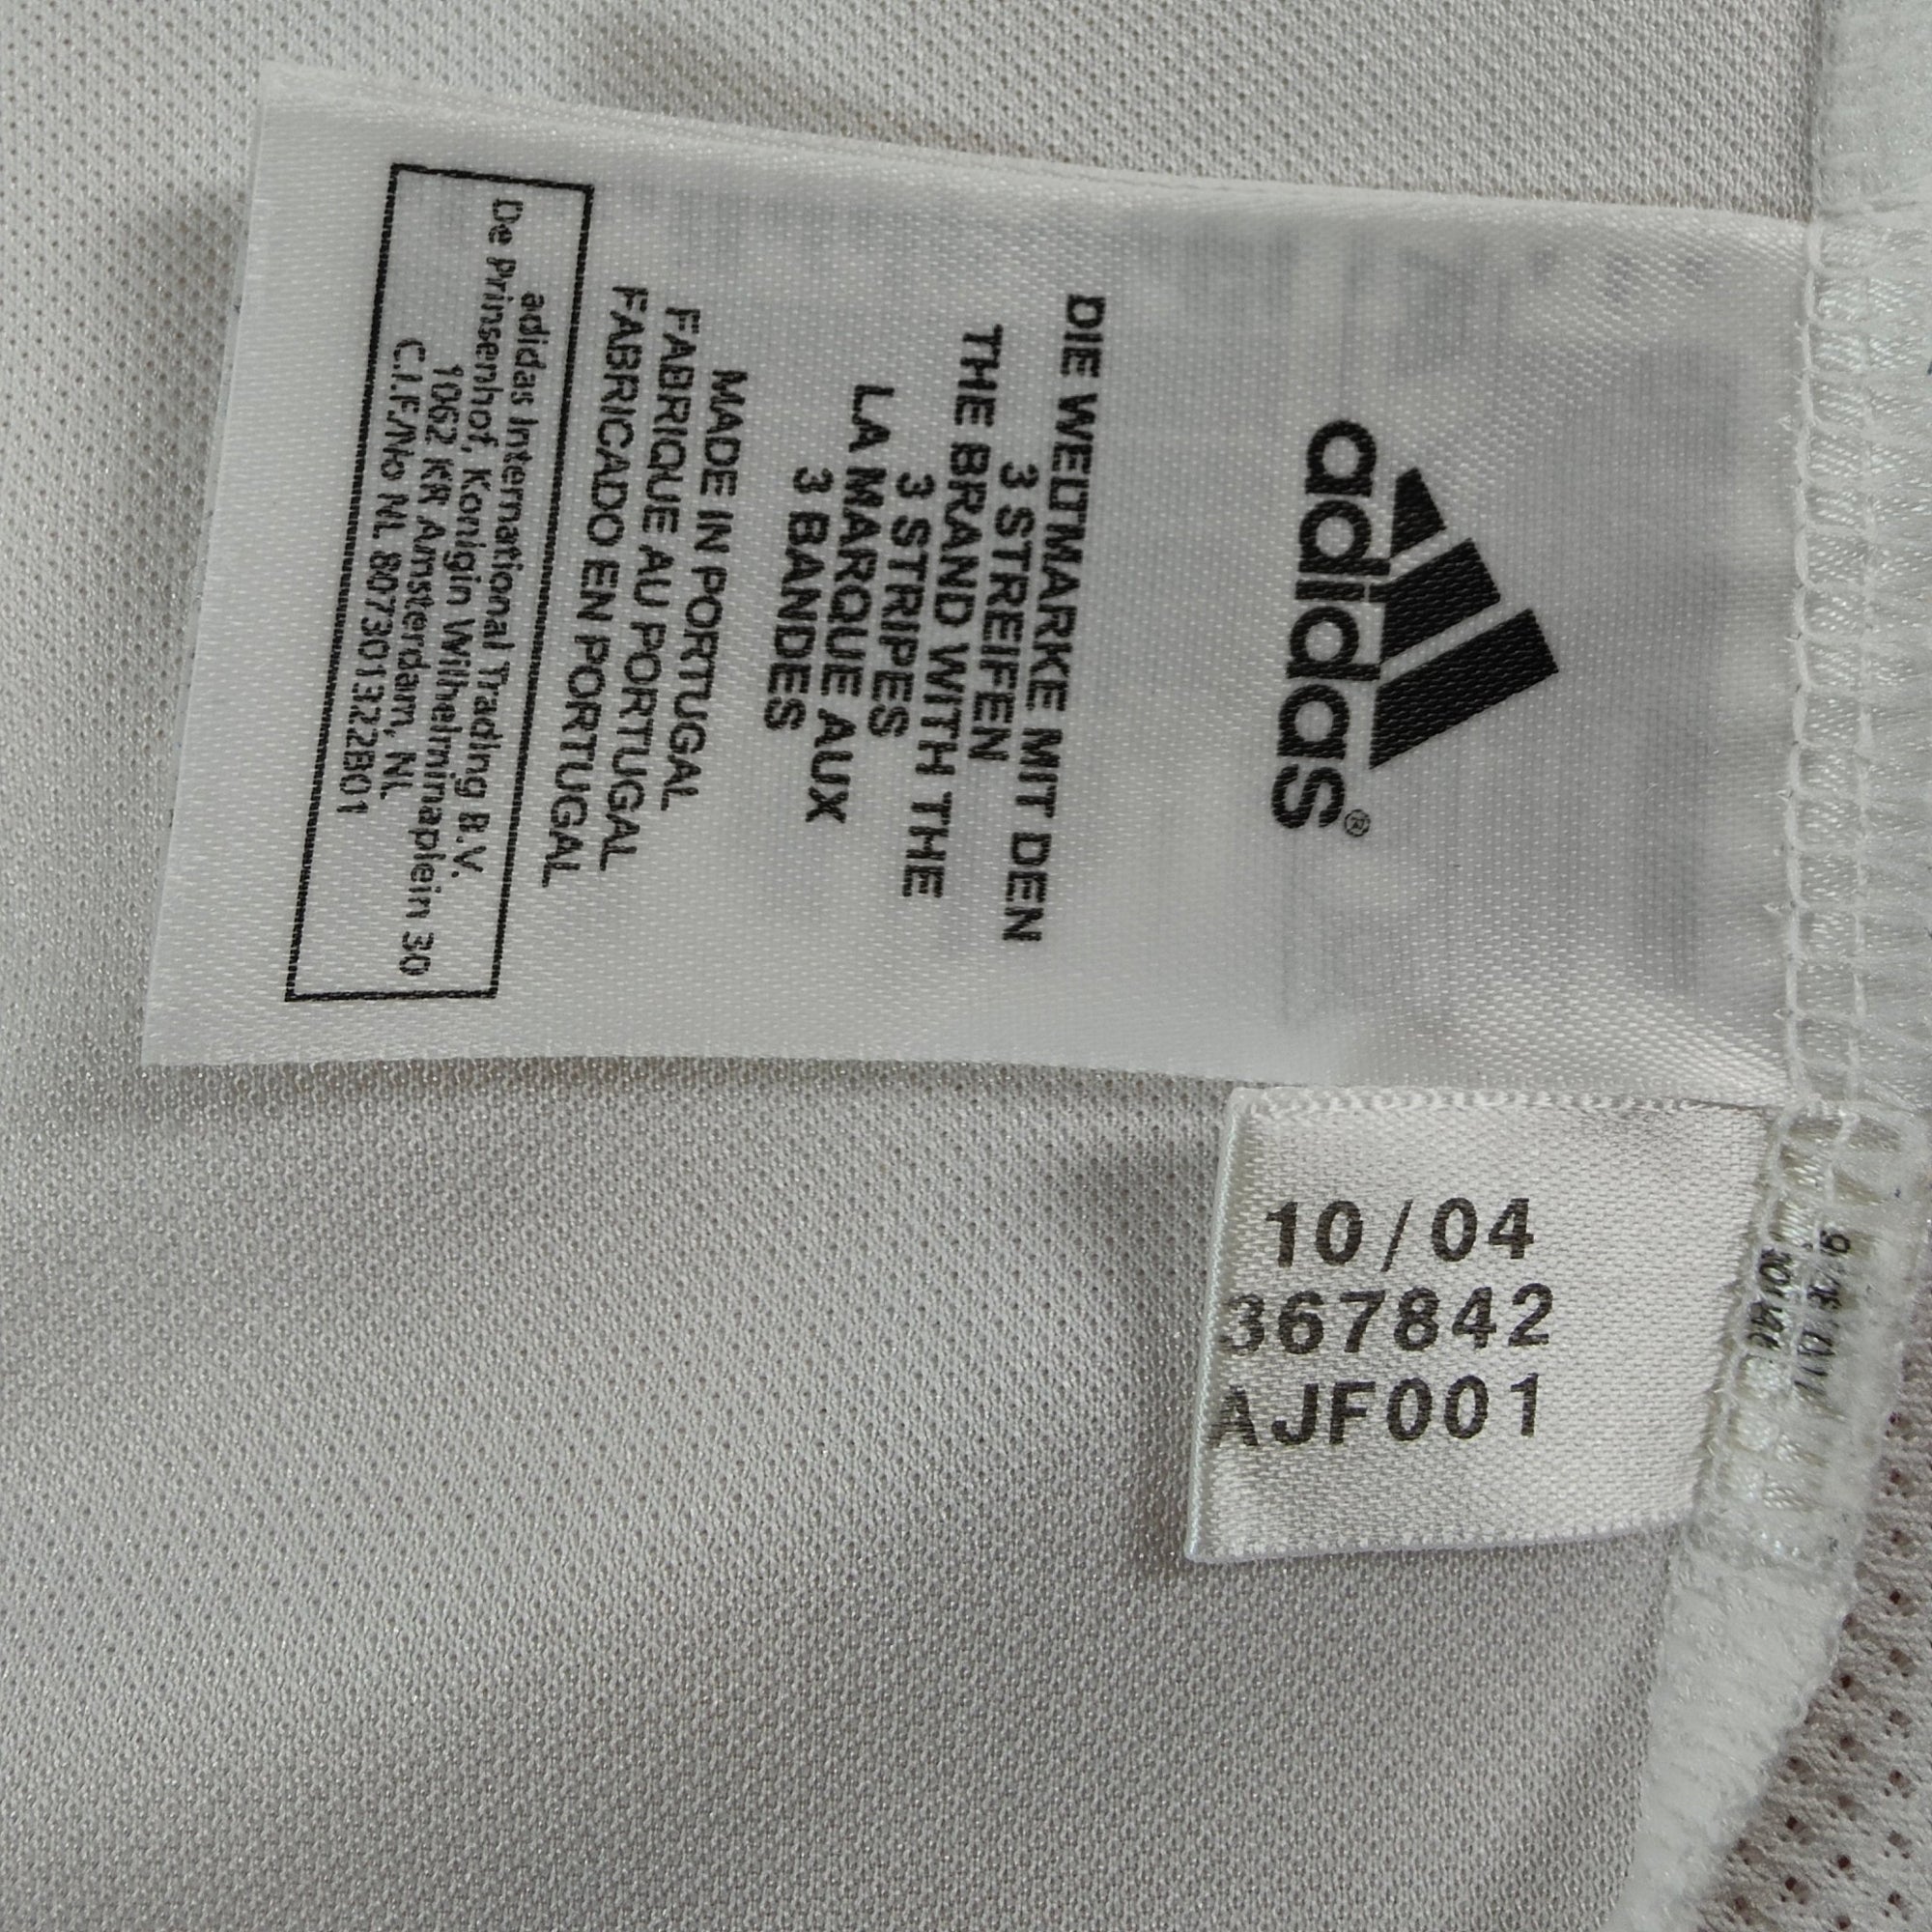 adidas®
DIE WELTMARKE MIT DEN
3 STREIFEN
THE BRAND WITH THE
3 STRIPES
LA MARQUE AUX
3 BANDES
MADE IN PORTUGAL
FABRIQUE AU PORTUGAL
FABRICADO EN PORTUGAL
adidas International Trading B.V.
De Prinsenhof, Konigin Wilhelminaplein 30
1062 KR Amsterdam, NL
C.I.F./No NL 807301322B01
10/04
367842
AJF001